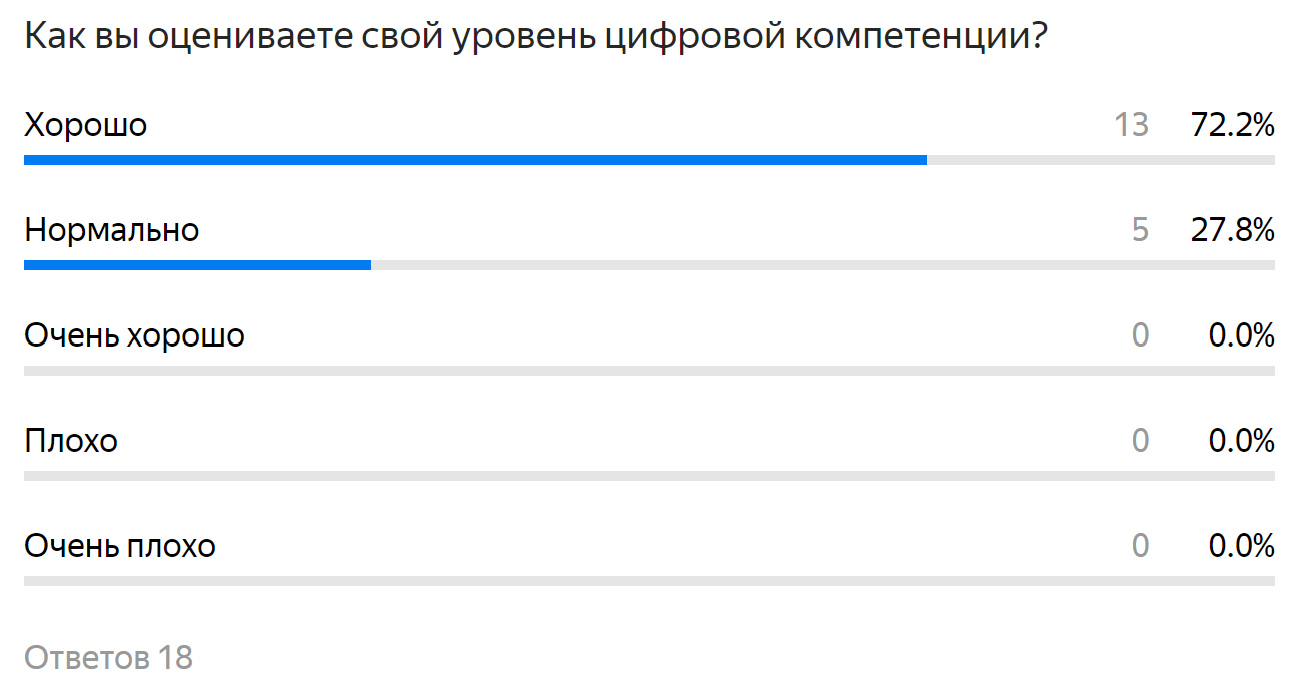 Как вы оцениваете свой уровень цифровой компетенции?
Хорошо 13 72.2%
Нормально 5 27.8%
Очень хорошо 0 0.0%
Плохо 0 0.0%
Очень плохо 0 0.0%
Ответов 18